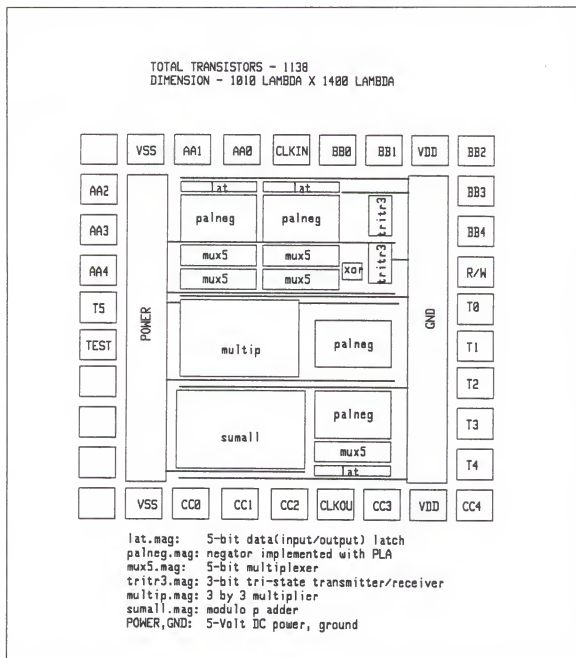 TOTAL TRANSISTORS - 1138
DIMENSION - 1010 LAMBDA X 1400 LAMBDA
VSS AA1 AA0 CLKIN BB0 BB1 VDD BB2
AA2 lat lat BB3
palneg palneg tritr3
AA3 BB4
mux5 mux5 tritr3
AA4 xor R/W
mux5 mux5
T5 POWER GND T0
TEST multip palneg T1
T2
palneg
sumall T3
mux5
lat T4
VSS CC0 CC1 CC2 CLKOU CC3 VDD CC4
lat.mag: 5-bit data(input/output) latch
palneg.mag: negator implemented with PLA
mux5.mag: 5-bit multiplexer
tritr3.mag: 3-bit tri-state transmitter/receiver
multip.mag: 3 by 3 multiplier
sumall.mag: modulo p adder
POWER,GND: 5-Volt DC power, ground